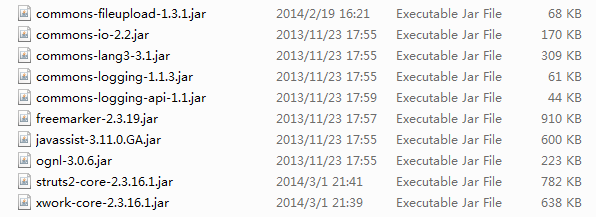 commons-fileupload-1.3.1.jar 2014/2/19 16:21 Executable Jar File 68 KB
commons-io-2.2.jar 2013/11/23 17:55 Executable Jar File 170 KB
commons-lang3-3.1.jar 2013/11/23 17:55 Executable Jar File 309 KB
commons-logging-1.1.3.jar 2013/11/23 17:55 Executable Jar File 61 KB
commons-logging-api-1.1.jar 2013/11/23 17:59 Executable Jar File 44 KB
freemarker-2.3.19.jar 2013/11/23 17:57 Executable Jar File 910 KB
javassist-3.11.0.GA.jar 2013/11/23 17:55 Executable Jar File 600 KB
ognl-3.0.6.jar 2013/11/23 17:55 Executable Jar File 223 KB
struts2-core-2.3.16.1.jar 2014/3/1 21:41 Executable Jar File 782 KB
xwork-core-2.3.16.1.jar 2014/3/1 21:39 Executable Jar File 638 KB